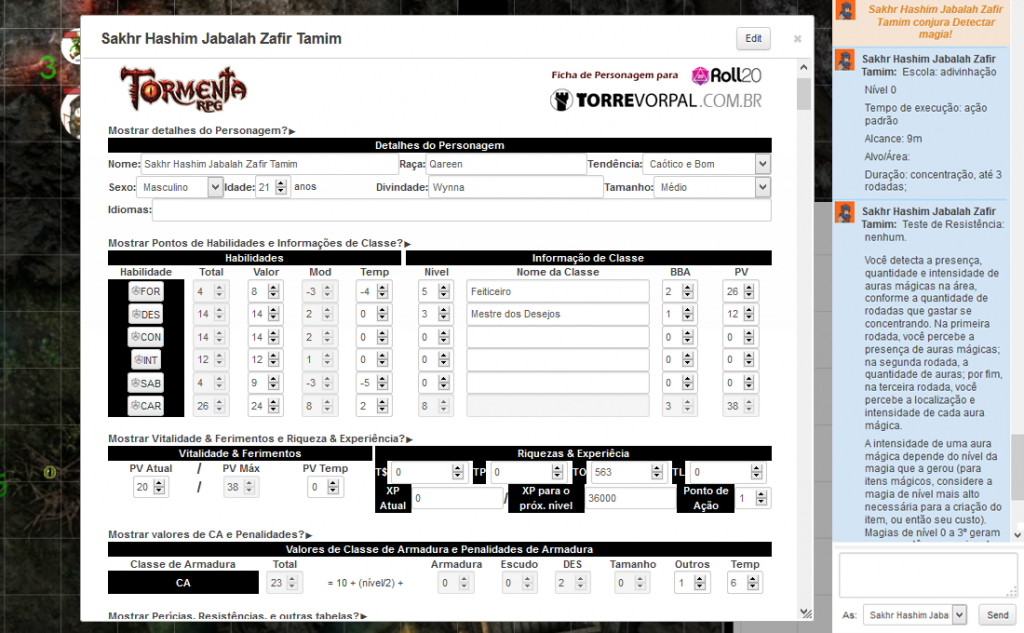 Sakhr Hashim Jabalah Zafir Tamim
Edit
×
TORMENTA
RPG
Ficha de Personagem para Roll20
TORREVORPAL.COM.BR
Mostrar detalhes do Personagem?
Detalhes do Personagem
Nome: Sakhr Hashim Jabalah Zafir Tamim Raça: Qareen Tendência: Caótico e Bom
Sexo: Masculino Idade: 21 anos Divindade: Wynna Tamanho: Médio
Idiomas:
Mostrar Pontos de Habilidades e Informações de Classe?
Habilidades Informação de Classe
Habilidade Total Valor Mod Temp Nivel Nome da Classe BBA PV
FOR 4 8 -3 -4 5 Feiticeiro 2 26
DES 14 14 2 0 3 Mestre dos Desejos 1 12
CON 14 14 2 0 0 0 0
INT 12 12 1 0 0 0 0
SAB 4 9 -3 -5 0 0 0
CAR 26 24 8 2 8 3 38
Mostrar Vitalidade & Ferimentos e Riqueza & Experiência?
Vitalidade & Ferimentos Riquezas & Experiêcia
PV Atual / PV Máx PV Temp T$ 0 TP 0 TO 563 TL 0
20 / 38 0 XP Atual 0 / XP para o próx. nivel 36000 Ponto de Ação 1
Mostrar valores de CA e Penalidades?
Valores de Classe de Armadura e Penalidades de Armadura
Classe de Armadura Total Armadura Escudo DES Tamanho Outros Temp
CA 23 = 10 + (nível/2) + 0 0 2 0 1 6
Mostrar Perícias, Resistências, e outras tabelas?
3
Sakhr Hashim Jabalah Zafir
Tamim conjura Detectar
magia!
Sakhr Hashim Jabalah Zafir
Tamim: Escola: adivinhação
Nível 0
Tempo de execução: ação
padrão
Alcance: 9m
Alvo/Área:
Duração: concentração, até 3
rodadas;
Sakhr Hashim Jabalah Zafir
Tamim: Teste de Resistência:
nenhum.
Você detecta a presença,
quantidade e intensidade de
auras mágicas na área,
conforme a quantidade de
rodadas que gastar se
concentrando. Na primeira
rodada, você percebe a
presença de auras mágicas;
na segunda rodada, a
quantidade de auras; por fim,
na terceira rodada, você
percebe a localização e
intensidade de cada aura
mágica.
A intensidade de uma aura
mágica depende do nível da
magia que a gerou (para
itens mágicos, considere a
magia de nível mais alto
necessária para a criação do
item, ou então seu custo).
Magias de nível 0 a 3º geram
As: Sakhr Hashim Jaba Send